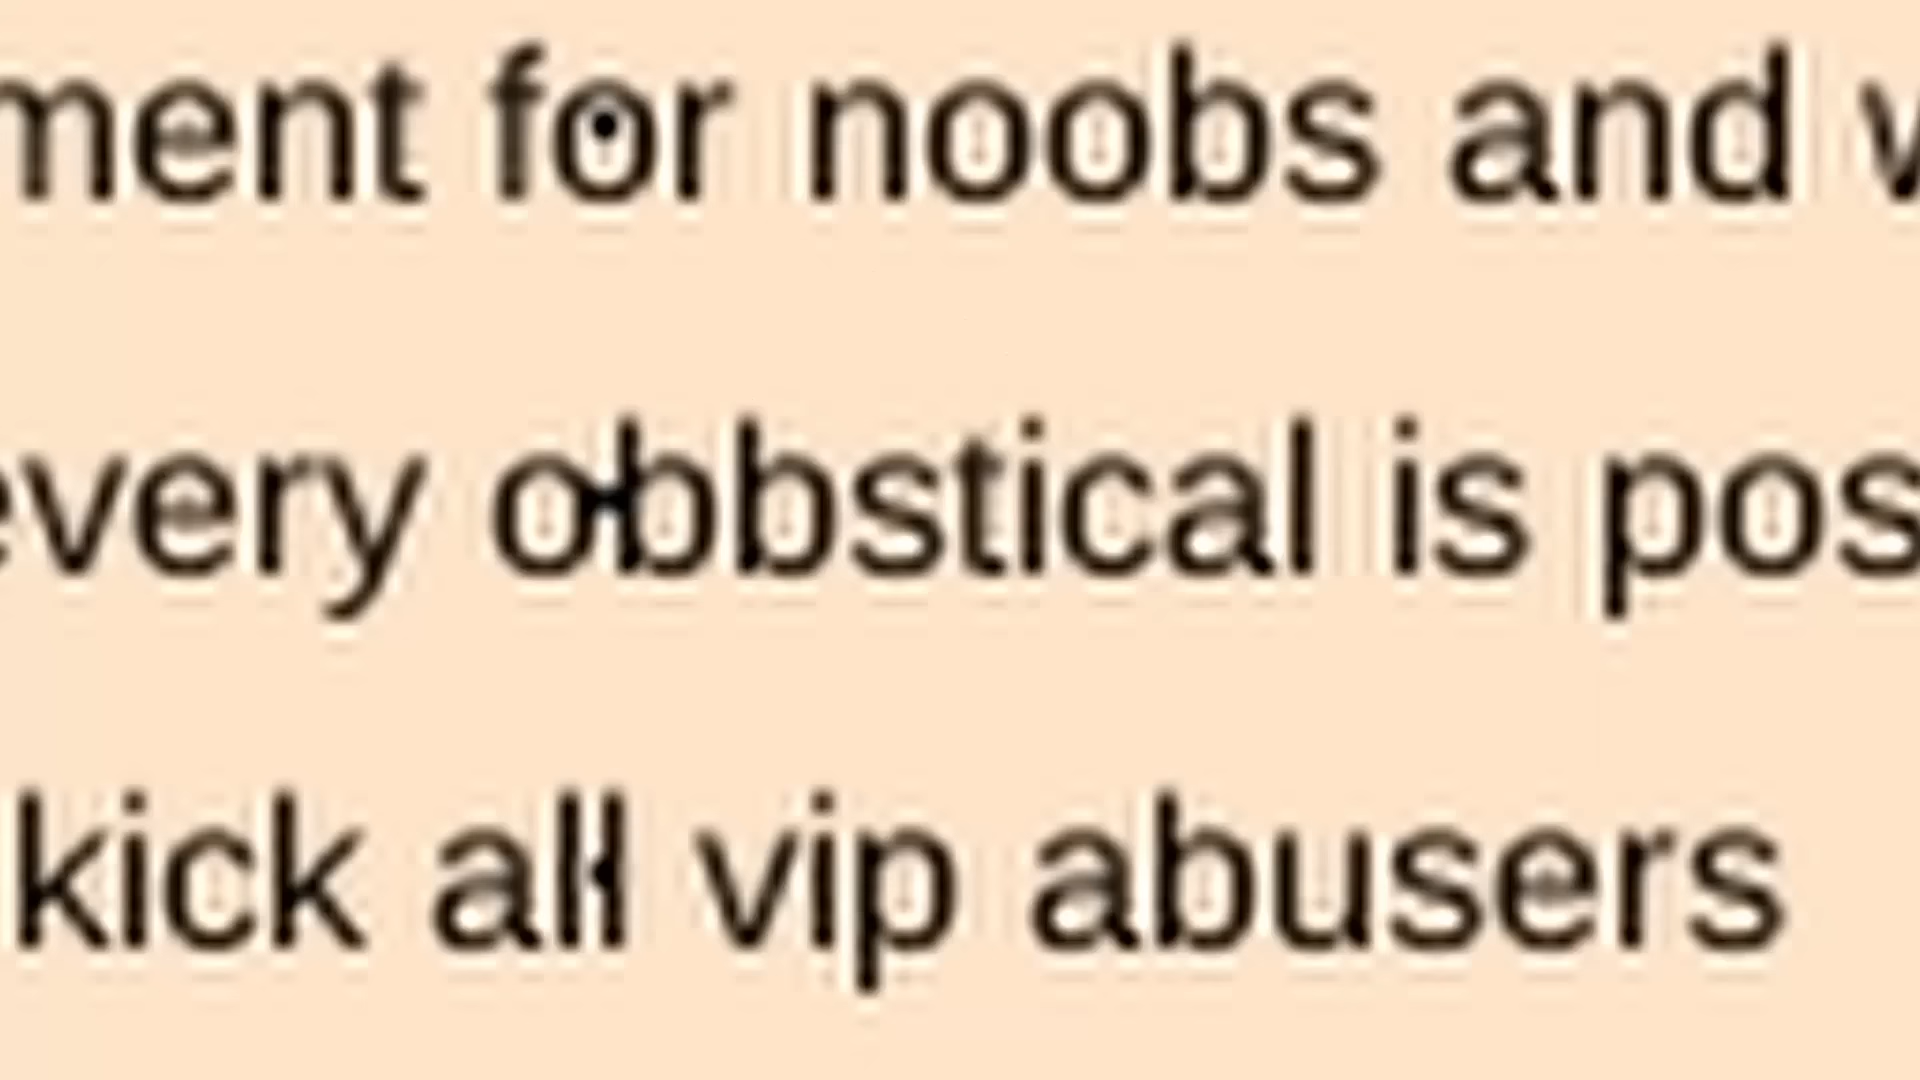 ment for noobs and
every obbstical is pos
kick all vip abusers